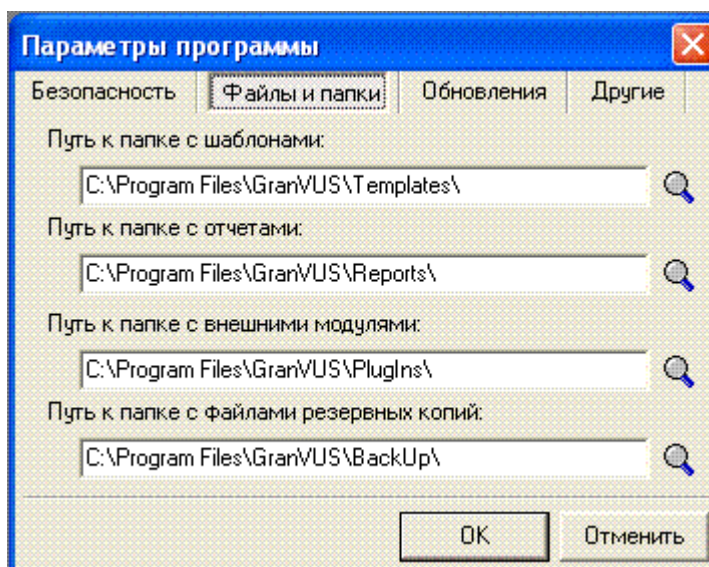 Параметры программы
Безопасность Файлы и папки Обновления Другие
Путь к папке с шаблонами:
C:\Program Files\GranVUS\Templates\
Путь к папке с отчетами:
C:\Program Files\GranVUS\Reports\
Путь к папке с внешними модулями:
C:\Program Files\GranVUS\PlugIns\
Путь к папке с файлами резервных копий:
C:\Program Files\GranVUS\BackUp\
OK Отменить